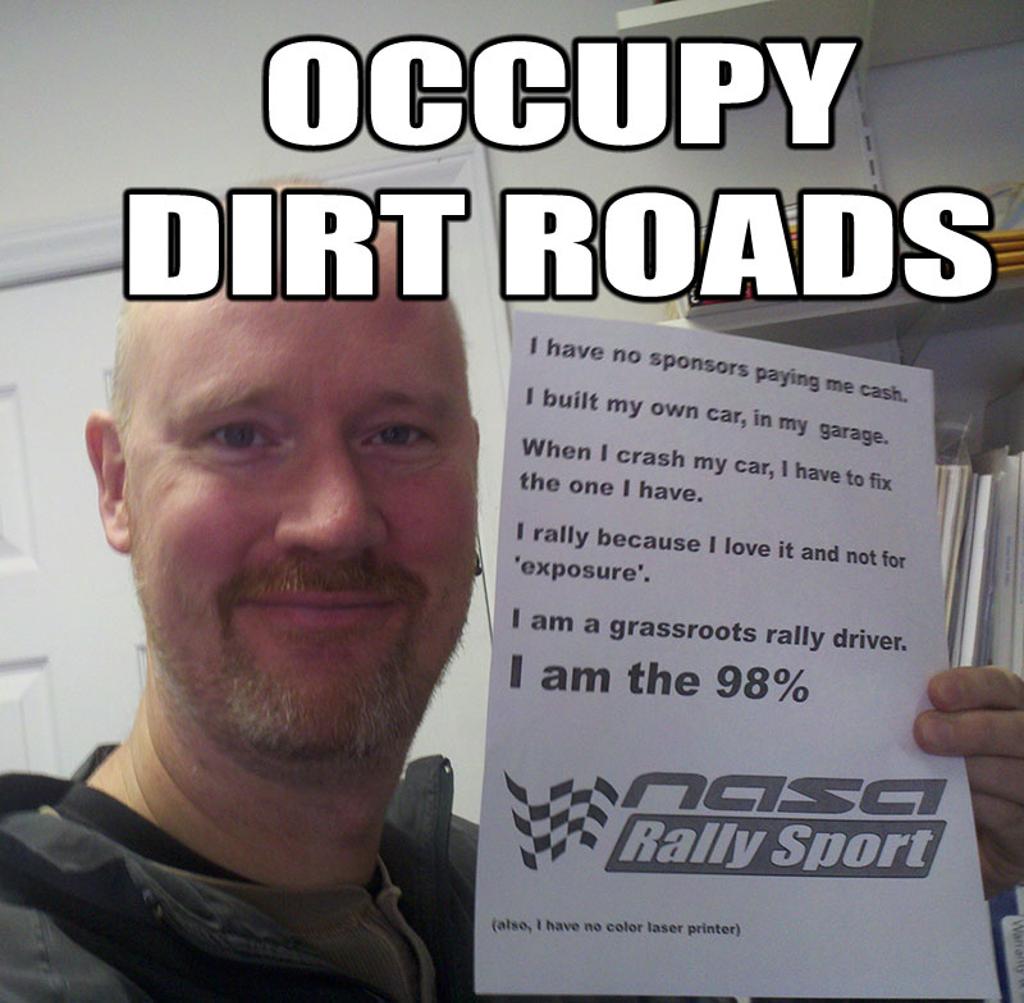 OCCUPY
DIRT ROADS
I have no sponsors paying me cash.
I built my own car, in my garage.
When I crash my car, I have to fix
the one I have.
I rally because I love it and not for
'exposure'.
I am a grassroots rally driver.
I am the 98%
nasa
Rally Sport
(also, I have no color laser printer)